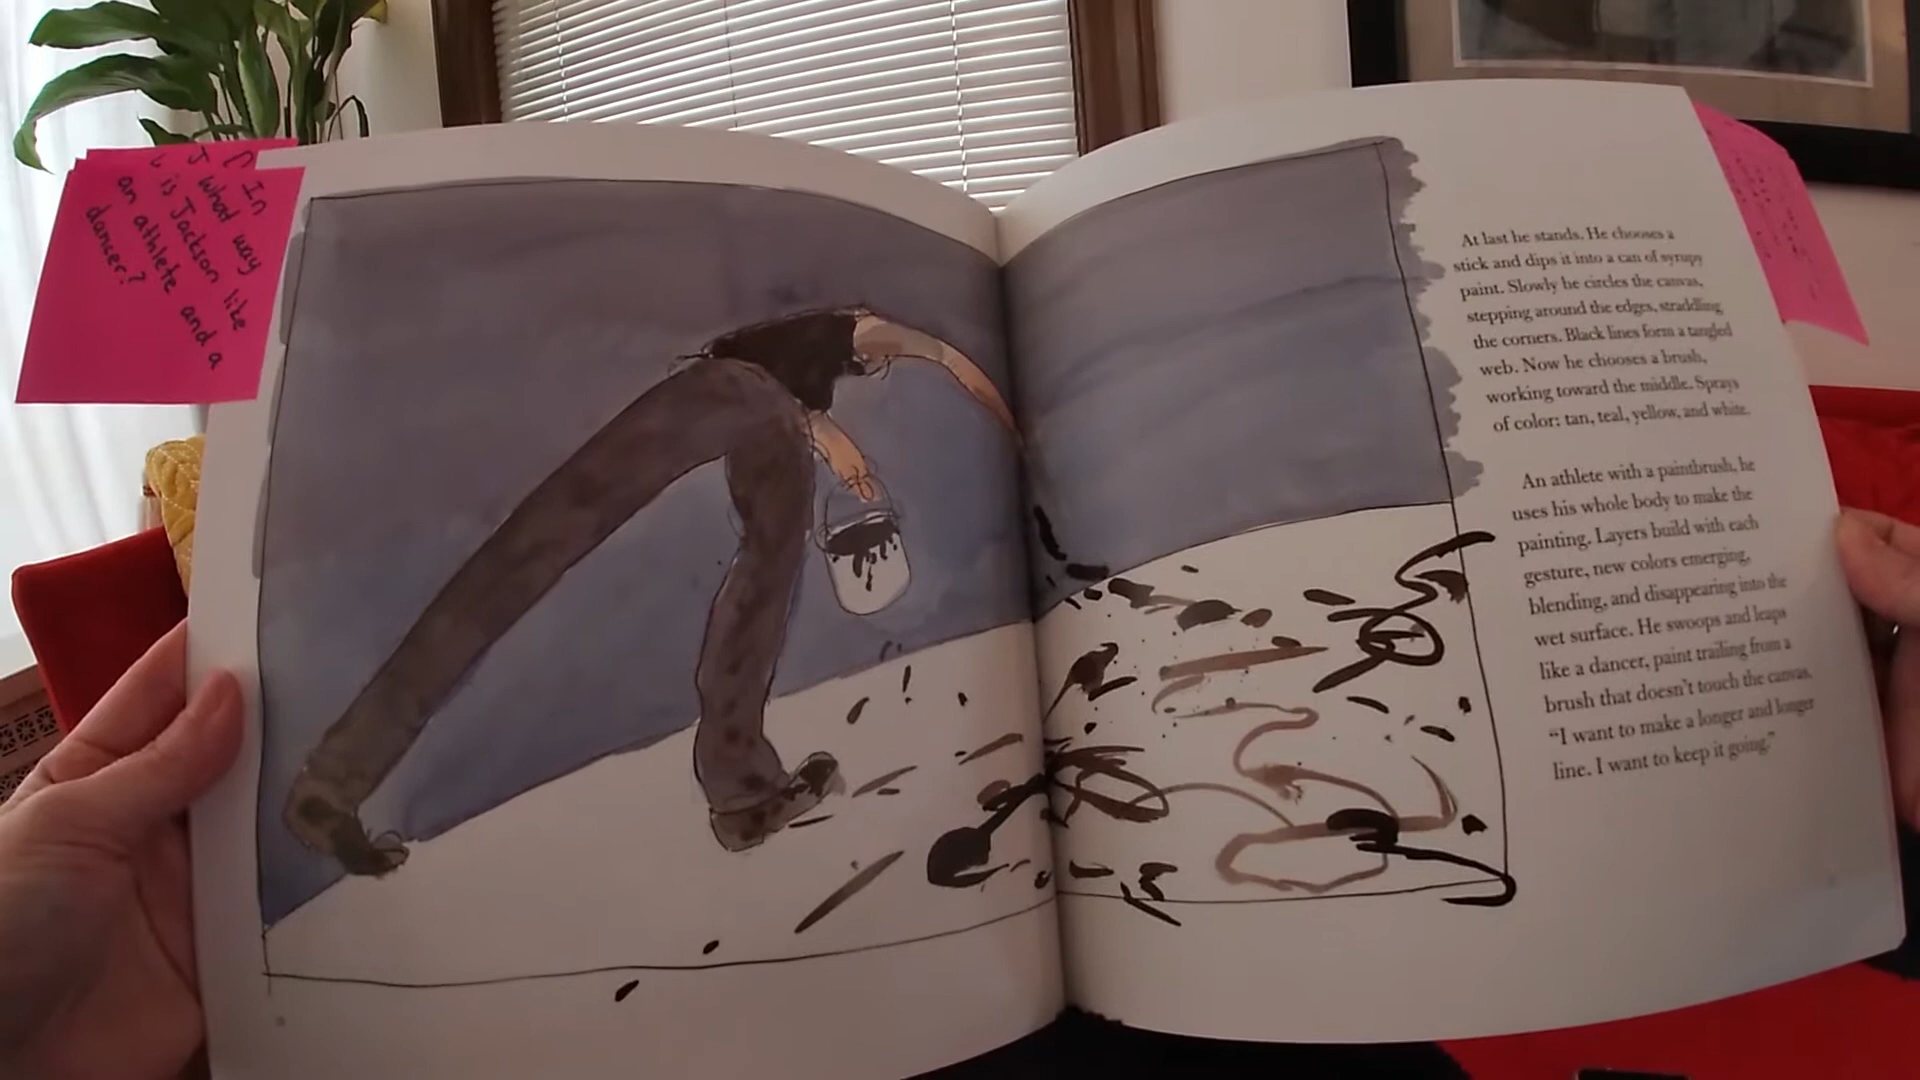 In
what way
is Jackson like
an athlete and a
dancer?
At last he stands. He chooses a
stick and dips it into a can of syrupy
paint. Slowly he circles the canvas,
stepping around the edges, straddling
the corners. Black lines form a tangled
web. Now he chooses a brush,
working toward the middle. Sprays
of color: tan, teal, yellow, and white.
An athlete with a paintbrush, he
uses his whole body to make the
painting. Layers build with each
gesture, new colors emerging,
blending, and disappearing into the
wet surface. He swoops and leaps
like a dancer, paint trailing from a
brush that doesn't touch the canvas.
“I want to make a longer and longer
line. I want to keep it going.”